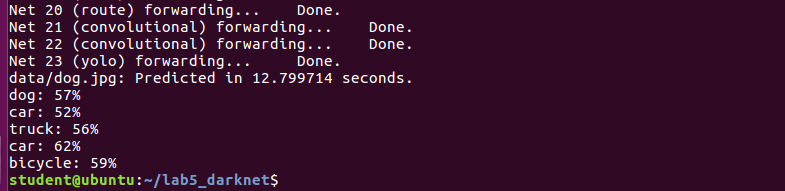 Net 20 (route) forwarding...    Done.
Net 21 (convolutional) forwarding...    Done.
Net 22 (convolutional) forwarding...    Done.
Net 23 (yolo) forwarding...    Done.
data/dog.jpg: Predicted in 12.799714 seconds.
dog: 57%
car: 52%
truck: 56%
car: 62%
bicycle: 59%
student@ubuntu:~/lab5_darknet$